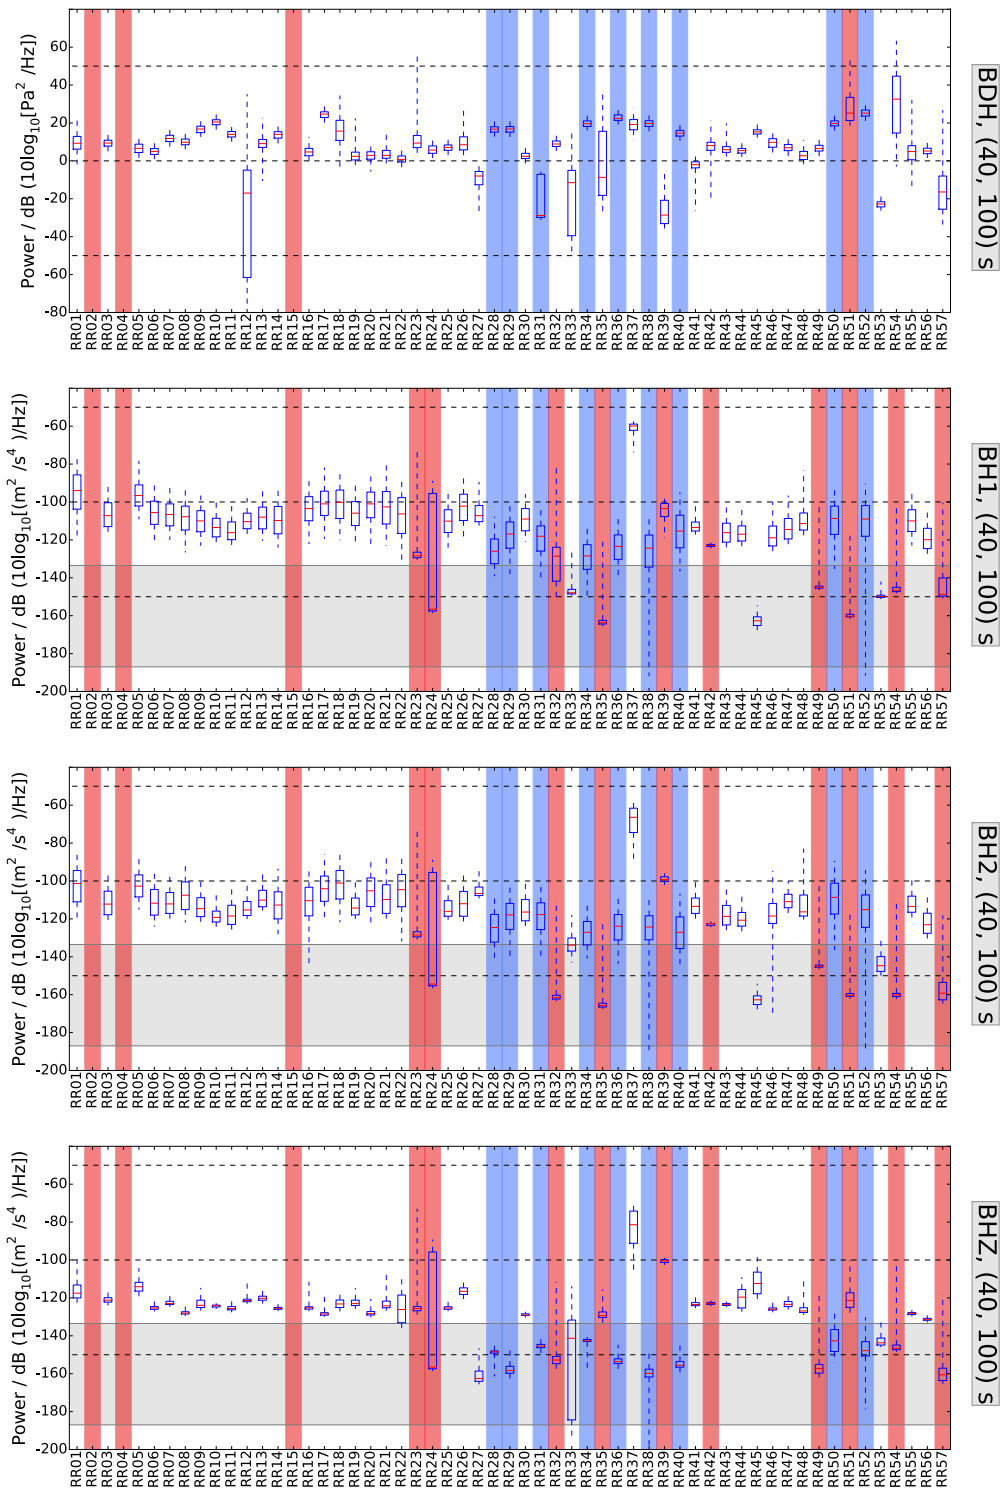 Power / dB (10log10[Pa2 /Hz])
60
40
20
0
-20
-40
-60
-80
RR01 RR02 RR03 RR04 RR05 RR06 RR07 RR08 RR09 RR10 RR11 RR12 RR13 RR14 RR15 RR16 RR17 RR18 RR19 RR20 RR21 RR22 RR23 RR24 RR25 RR26 RR27 RR28 RR29 RR30 RR31 RR32 RR33 RR34 RR35 RR36 RR37 RR38 RR39 RR40 RR41 RR42 RR43 RR44 RR45 RR46 RR47 RR48 RR49 RR50 RR51 RR52 RR53 RR54 RR55 RR56 RR57
BDH, (40, 100) s
Power / dB (10log10[(m2 /s4 )/Hz])
-60
-80
-100
-120
-140
-160
-180
-200
RR01 RR02 RR03 RR04 RR05 RR06 RR07 RR08 RR09 RR10 RR11 RR12 RR13 RR14 RR15 RR16 RR17 RR18 RR19 RR20 RR21 RR22 RR23 RR24 RR25 RR26 RR27 RR28 RR29 RR30 RR31 RR32 RR33 RR34 RR35 RR36 RR37 RR38 RR39 RR40 RR41 RR42 RR43 RR44 RR45 RR46 RR47 RR48 RR49 RR50 RR51 RR52 RR53 RR54 RR55 RR56 RR57
BH1, (40, 100) s
Power / dB (10log10[(m2 /s4 )/Hz])
-60
-80
-100
-120
-140
-160
-180
-200
RR01 RR02 RR03 RR04 RR05 RR06 RR07 RR08 RR09 RR10 RR11 RR12 RR13 RR14 RR15 RR16 RR17 RR18 RR19 RR20 RR21 RR22 RR23 RR24 RR25 RR26 RR27 RR28 RR29 RR30 RR31 RR32 RR33 RR34 RR35 RR36 RR37 RR38 RR39 RR40 RR41 RR42 RR43 RR44 RR45 RR46 RR47 RR48 RR49 RR50 RR51 RR52 RR53 RR54 RR55 RR56 RR57
BH2, (40, 100) s
Power / dB (10log10[(m2 /s4 )/Hz])
-60
-80
-100
-120
-140
-160
-180
-200
RR01 RR02 RR03 RR04 RR05 RR06 RR07 RR08 RR09 RR10 RR11 RR12 RR13 RR14 RR15 RR16 RR17 RR18 RR19 RR20 RR21 RR22 RR23 RR24 RR25 RR26 RR27 RR28 RR29 RR30 RR31 RR32 RR33 RR34 RR35 RR36 RR37 RR38 RR39 RR40 RR41 RR42 RR43 RR44 RR45 RR46 RR47 RR48 RR49 RR50 RR51 RR52 RR53 RR54 RR55 RR56 RR57
BHZ, (40, 100) s